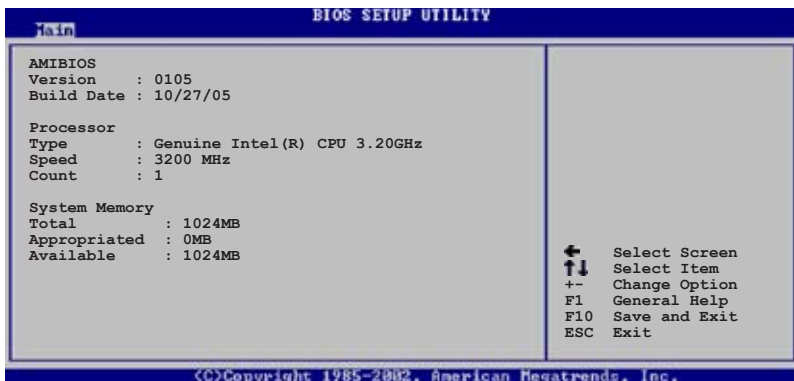 BIOS SETUP UTILITY
Main
AMIBIOS
Version : 0105
Build Date : 10/27/05
Processor
Type : Genuine Intel(R) CPU 3.20GHz
Speed : 3200 MHz
Count : 1
System Memory
Total : 1024MB
Appropriated : 0MB
Available : 1024MB
← Select Screen
↑↓ Select Item
+- Change Option
F1 General Help
F10 Save and Exit
ESC Exit
(C)Copyright 1985-2002, American Megatrends, Inc.